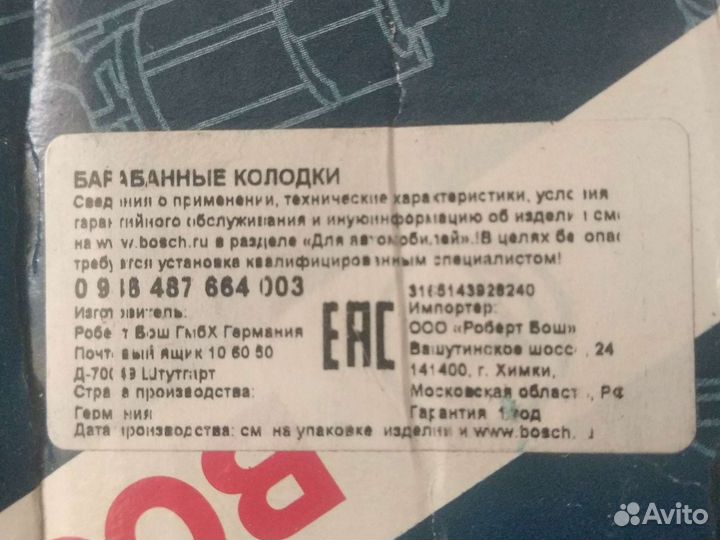 БАРАБАННЫЕ КОЛОДКИ
Сведения о применении, технические характеристики, условия
гарантийного обслуживания и иную информацию об изделии см.
на www.bosch.ru в разделе «Для автомобилей».!В целях безопас
требуется установка квалифицированным специалистом!
0 986 487 664 003
Изготовитель:
Роберт Бош ГмбХ Германия
Почтовый ящик 10 60 50
Д-70049 Штутгарт
Страна производства:
Германия
EAC
3165143928240
Импортер:
ООО «Роберт Бош»
Вашутинское шоссе, 24
141400, г. Химки,
Московская область, РФ
Гарантия 1 год
Дата производства: см. на упаковке изделия и www.bosch.ru
BO
Avito